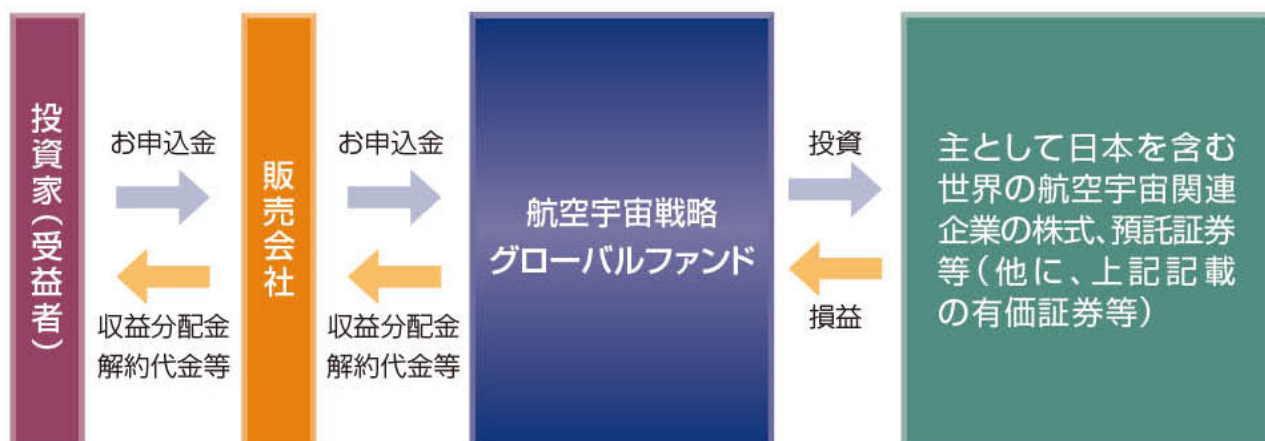 投資家(受益者)
お申込金
収益分配金
解約代金等
販売会社
お申込金
収益分配金
解約代金等
航空宇宙戦略
グローバルファンド
投資
損益
主として日本を含む
世界の航空宇宙関連
企業の株式、預託証券
等(他に、上記記載
の有価証券等)